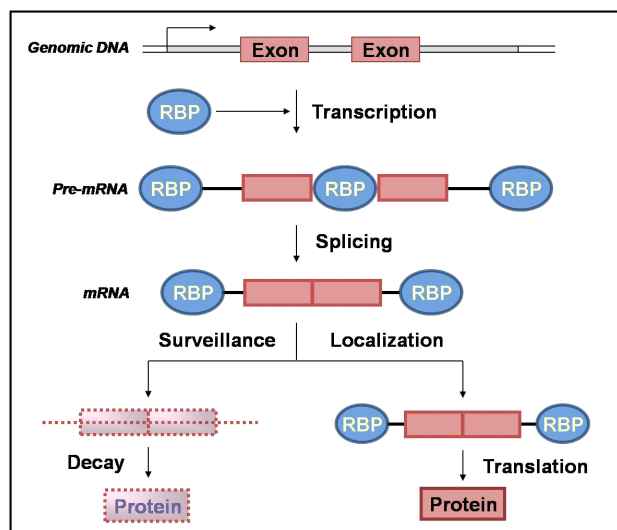 Genomic DNA Exon Exon
RBP Transcription
Pre-mRNA RBP RBP RBP
Splicing
mRNA RBP RBP
Surveillance Localization
RBP RBP
Decay Translation
Protein Protein